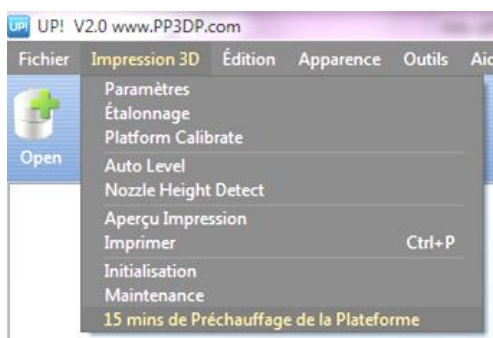 UP! UP! V2.0 www.PP3DP.com
Fichier Impression 3D Édition Apparence Outils Aid
Open
Paramètres
Étalonnage
Platform Calibrate
Auto Level
Nozzle Height Detect
Aperçu Impression
Imprimer Ctrl+P
Initialisation
Maintenance
15 mins de Préchauffage de la Plateforme